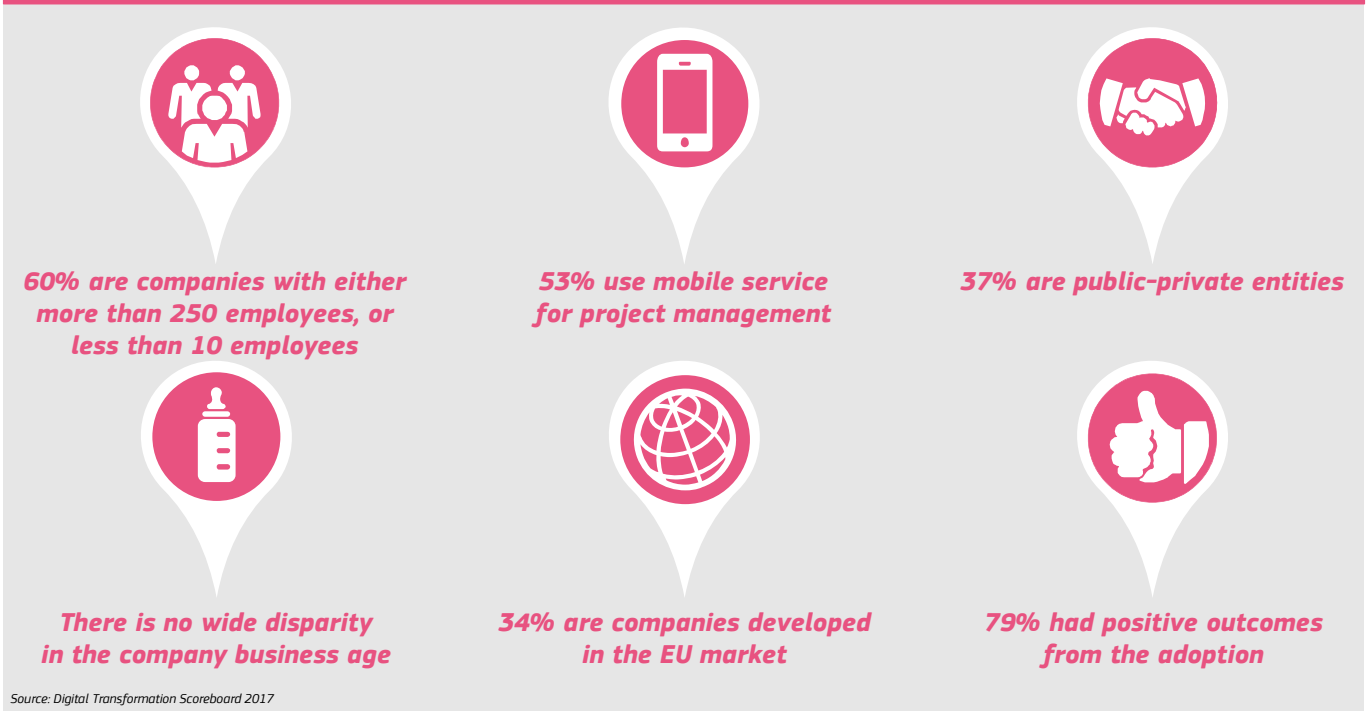 60% are companies with either
more than 250 employees, or
less than 10 employees
53% use mobile service
for project management
37% are public-private entities
There is no wide disparity
in the company business age
34% are companies developed
in the EU market
79% had positive outcomes
from the adoption
Source: Digital Transformation Scoreboard 2017